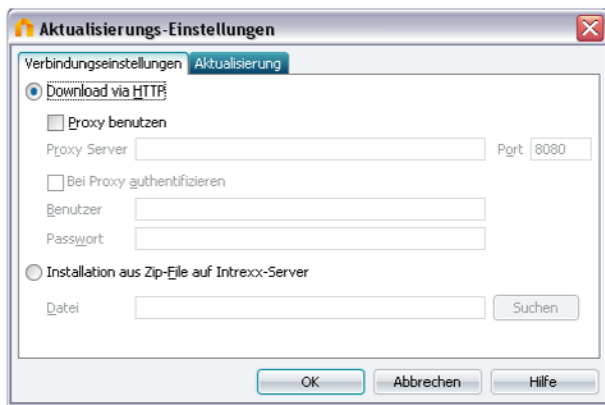 Aktualisierungs-Einstellungen
Verbindungseinstellungen Aktualisierung
Download via HTTP
Proxy benutzen
Proxy Server Port 8080
Bei Proxy authentifizieren
Benutzer
Passwort
Installation aus Zip-File auf Intrexx-Server
Datei Suchen
OK Abbrechen Hilfe